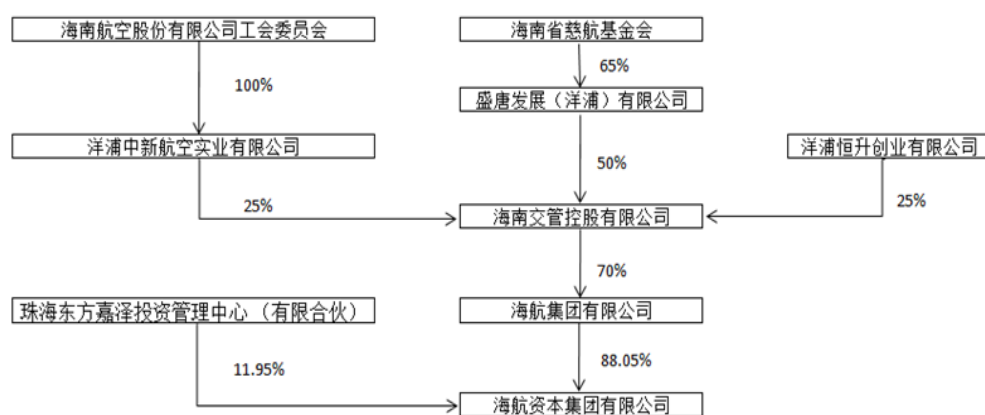 海南航空股份有限公司工会委员会
海南省慈航基金会
65%
100%
盛唐发展（洋浦）有限公司
洋浦中新航空实业有限公司
洋浦恒升创业有限公司
50%
25%
海南交管控股有限公司
25%
70%
珠海东方嘉泽投资管理中心（有限合伙）
海航集团有限公司
11.95%
88.05%
海航资本集团有限公司